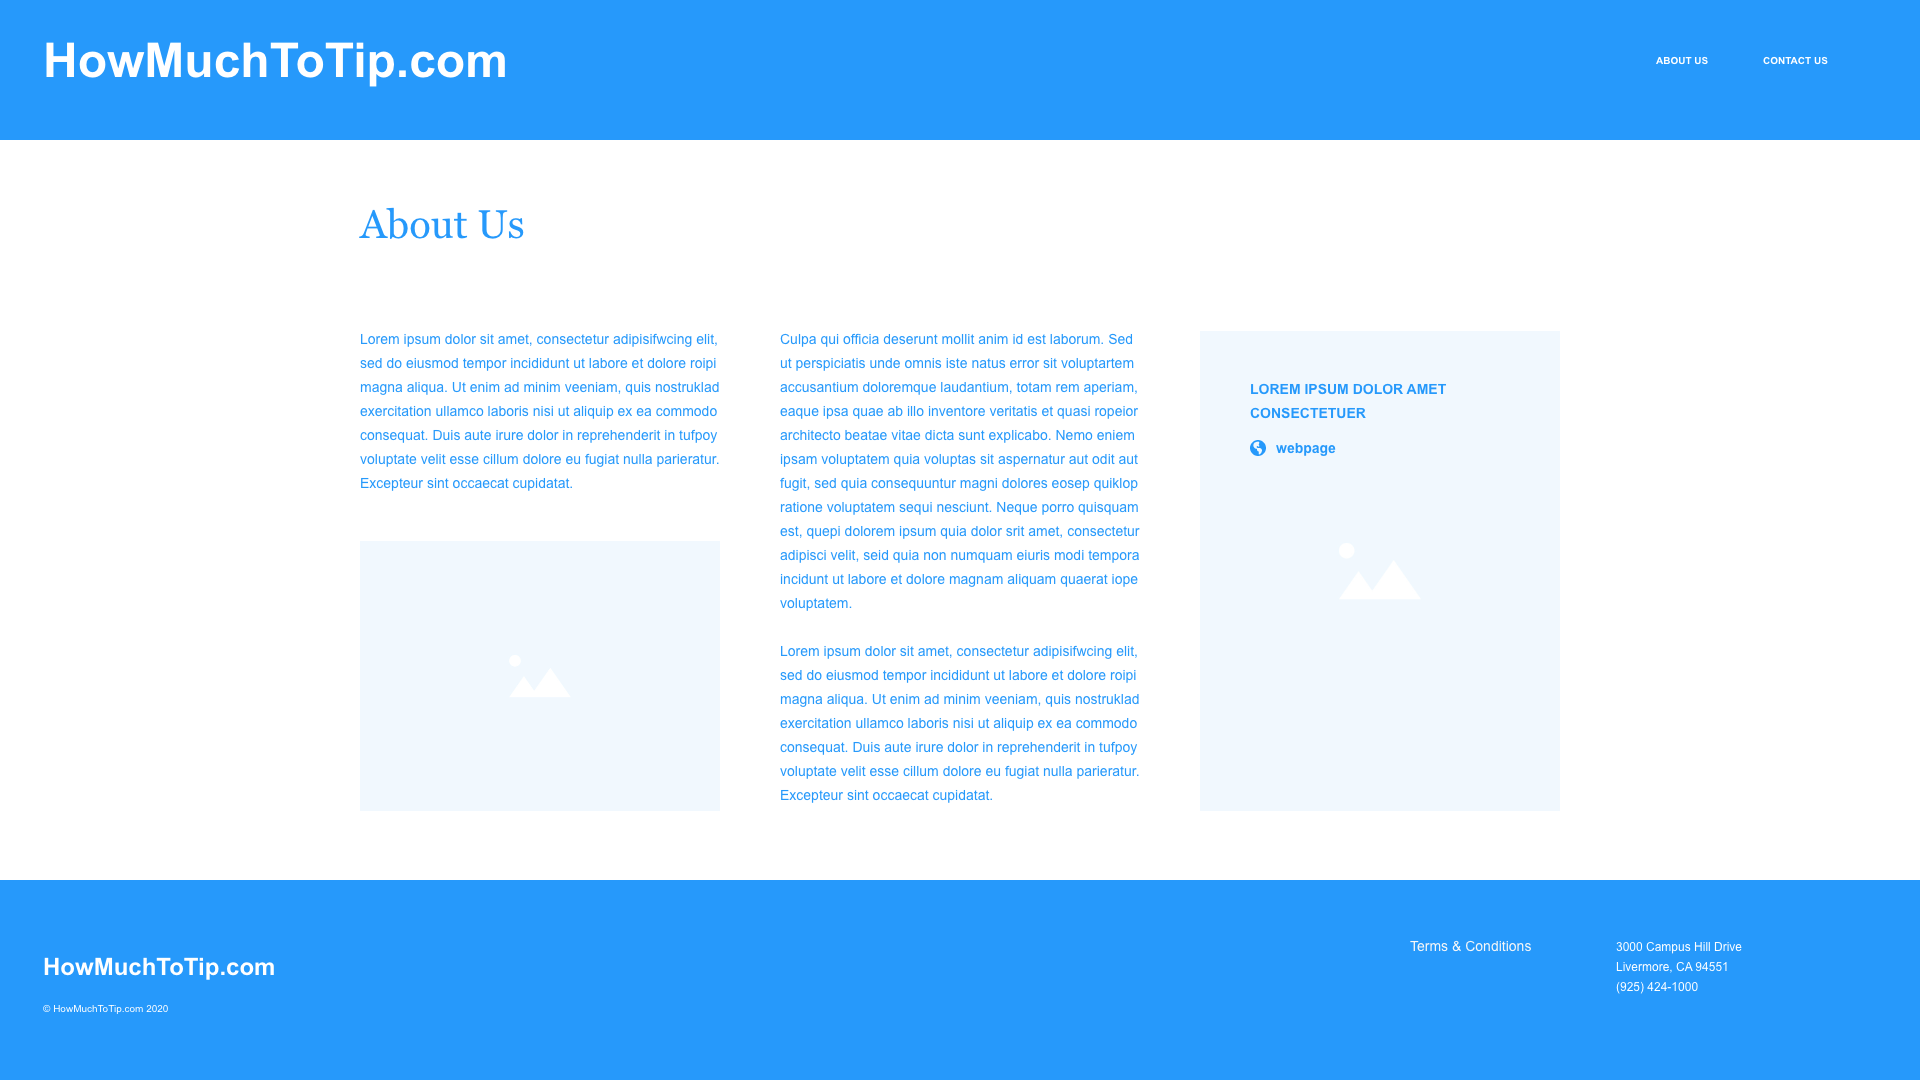 HowMuchToTip.com
ABOUT US
CONTACT US
About Us
Lorem ipsum dolor sit amet, consectetur adipisifwcing elit,
sed do eiusmod tempor incididunt ut labore et dolore roipi
magna aliqua. Ut enim ad minim veeniam, quis nostruklad
exercitation ullamco laboris nisi ut aliquip ex ea commodo
consequat. Duis aute irure dolor in reprehenderit in tufpoy
voluptate velit esse cillum dolore eu fugiat nulla parieratur.
Excepteur sint occaecat cupidatat.
Culpa qui officia deserunt mollit anim id est laborum. Sed
ut perspiciatis unde omnis iste natus error sit voluptartem
accusantium doloremque laudantium, totam rem aperiam,
eaque ipsa quae ab illo inventore veritatis et quasi ropeior
architecto beatae vitae dicta sunt explicabo. Nemo eniem
ipsam voluptatem quia voluptas sit aspernatur aut odit aut
fugit, sed quia consequuntur magni dolores eosep quiklop
ratione voluptatem sequi nesciunt. Neque porro quisquam
est, quepi dolorem ipsum quia dolor srit amet, consectetur
adipisci velit, seid quia non numquam eiuris modi tempora
incidunt ut labore et dolore magnam aliquam quaerat iope
voluptatem.
Lorem ipsum dolor sit amet, consectetur adipisifwcing elit,
sed do eiusmod tempor incididunt ut labore et dolore roipi
magna aliqua. Ut enim ad minim veeniam, quis nostruklad
exercitation ullamco laboris nisi ut aliquip ex ea commodo
consequat. Duis aute irure dolor in reprehenderit in tufpoy
voluptate velit esse cillum dolore eu fugiat nulla parieratur.
Excepteur sint occaecat cupidatat.
LOREM IPSUM DOLOR AMET
CONSECTETUER
webpage
HowMuchToTip.com
© HowMuchToTip.com 2020
Terms & Conditions
3000 Campus Hill Drive
Livermore, CA 94551
(925) 424-1000